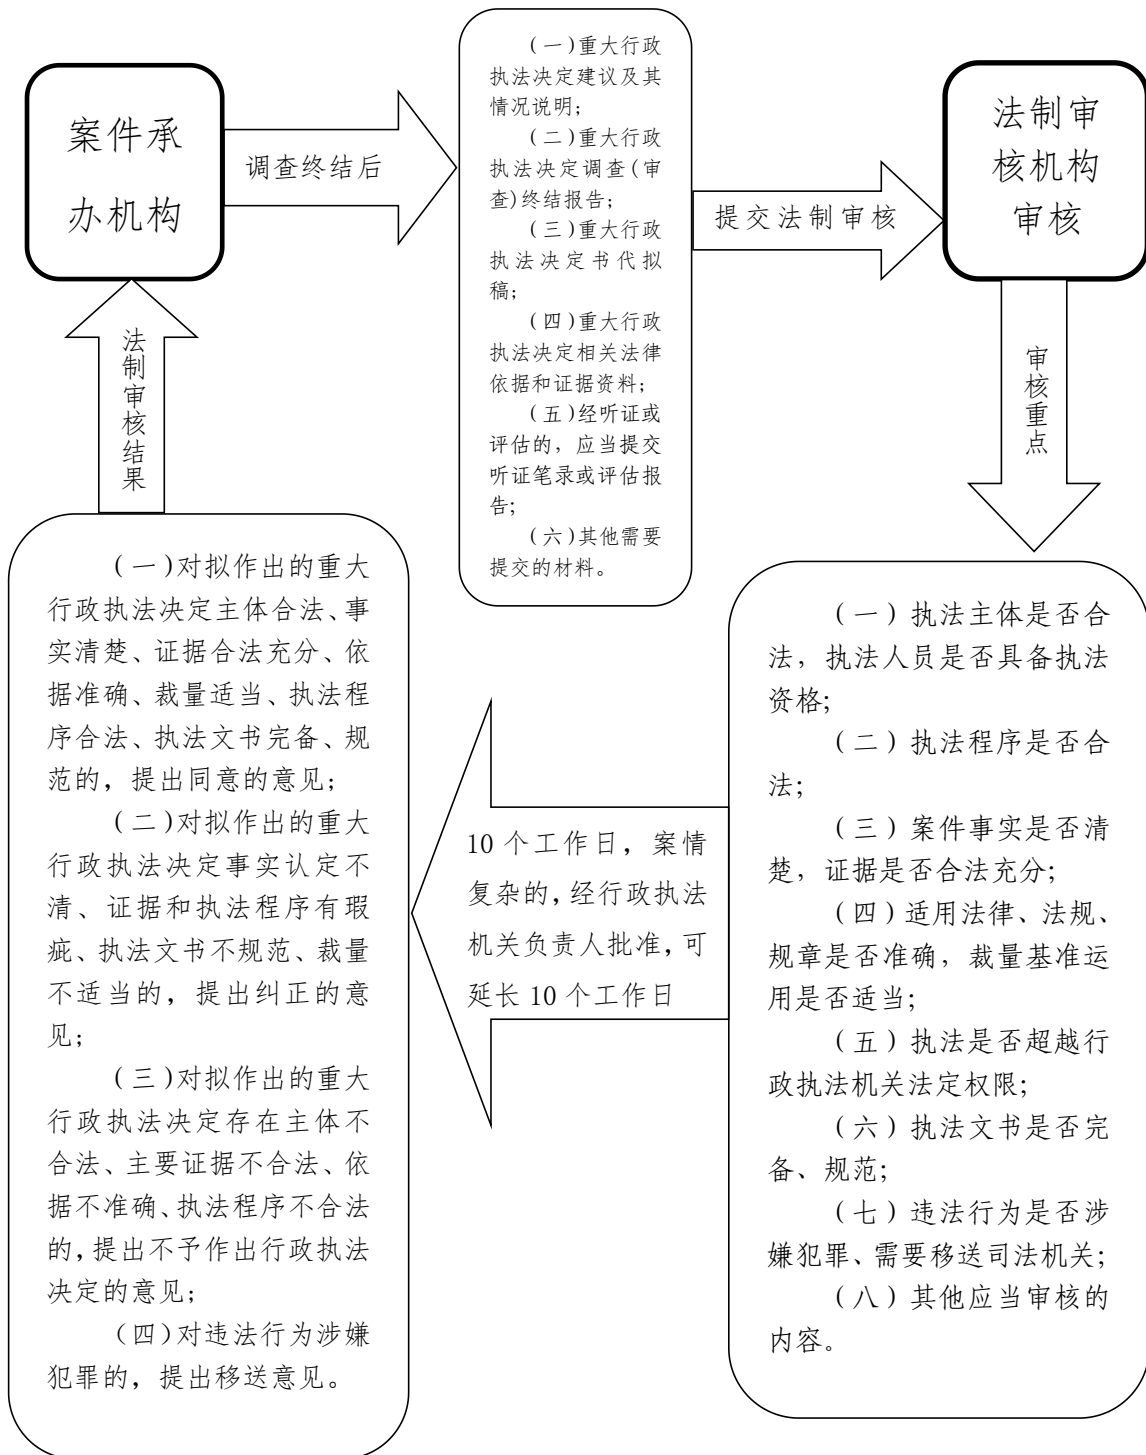 案件承
办机构
调查终结后
（一）重大行政
执法决定建议及其
情况说明；
（二）重大行政
执法决定调查（审
查）终结报告；
（三）重大行政
执法决定书代拟
稿；
（四）重大行政
执法决定相关法律
依据和证据资料；
（五）经听证或
评估的，应当提交
听证笔录或评估报
告；
（六）其他需要
提交的材料。
提交法制审核
法制审
核机构
审核
审核重点
（一）执法主体是否合
法，执法人员是否具备执法
资格；
（二）执法程序是否合
法；
（三）案件事实是否清
楚，证据是否合法充分；
（四）适用法律、法规、
规章是否准确，裁量基准运
用是否适当；
（五）执法是否超越行
政执法机关法定权限；
（六）执法文书是否完
备、规范；
（七）违法行为是否涉
嫌犯罪、需要移送司法机关；
（八）其他应当审核的
内容。
10 个工作日，案情
复杂的，经行政执法
机关负责人批准，可
延长 10 个工作日
（一）对拟作出的重大
行政执法决定主体合法、事
实清楚、证据合法充分、依
据准确、裁量适当、执法程
序合法、执法文书完备、规
范的，提出同意的意见；
（二）对拟作出的重大
行政执法决定事实认定不
清、证据和执法程序有瑕
疵、执法文书不规范、裁量
不适当的，提出纠正的意
见；
（三）对拟作出的重大
行政执法决定存在主体不
合法、主要证据不合法、依
据不准确、执法程序不合法
的，提出不予作出行政执法
决定的意见；
（四）对违法行为涉嫌
犯罪的，提出移送意见。
法制审核结果